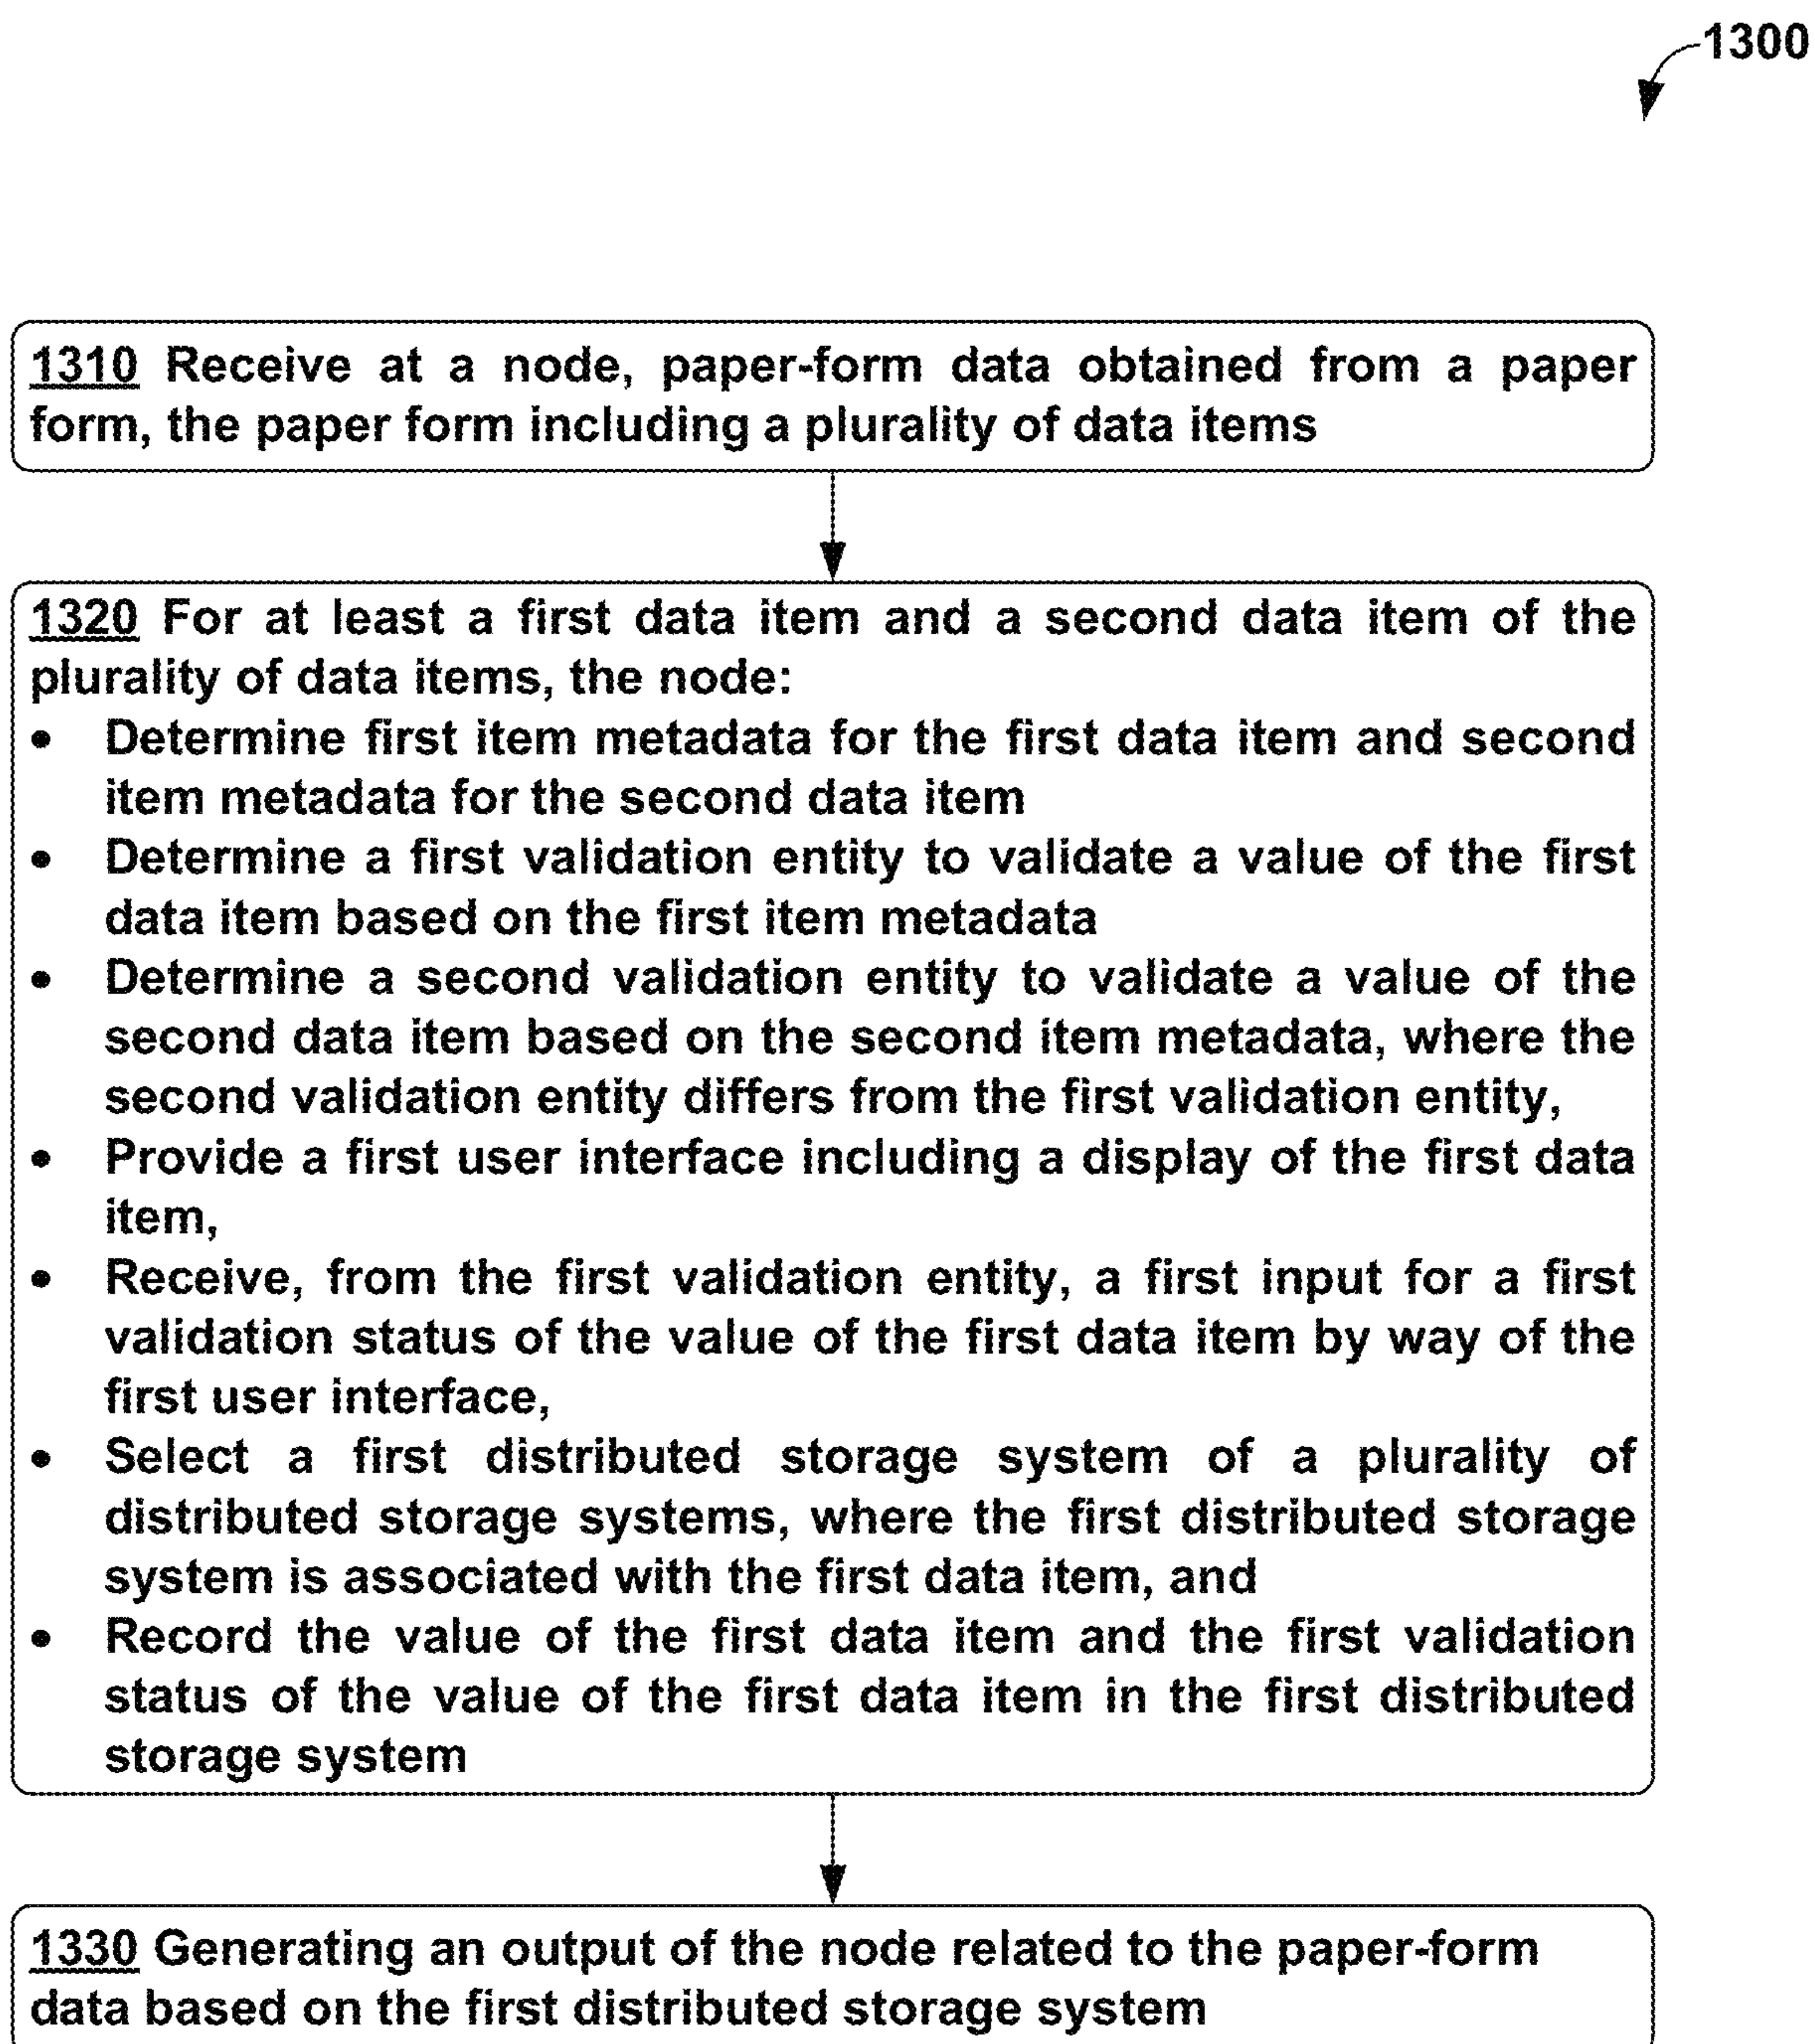 1300
1310 Receive at a node, paper-form data obtained from a paper
form, the paper form including a plurality of data items
1320 For at least a first data item and a second data item of the
plurality of data items, the node:
• Determine first item metadata for the first data item and second
item metadata for the second data item
• Determine a first validation entity to validate a value of the first
data item based on the first item metadata
• Determine a second validation entity to validate a value of the
second data item based on the second item metadata, where the
second validation entity differs from the first validation entity,
• Provide a first user interface including a display of the first data
item,
• Receive, from the first validation entity, a first input for a first
validation status of the value of the first data item by way of the
first user interface,
• Select a first distributed storage system of a plurality of
distributed storage systems, where the first distributed storage
system is associated with the first data item, and
• Record the value of the first data item and the first validation
status of the value of the first data item in the first distributed
storage system
1330 Generating an output of the node related to the paper-form
data based on the first distributed storage system